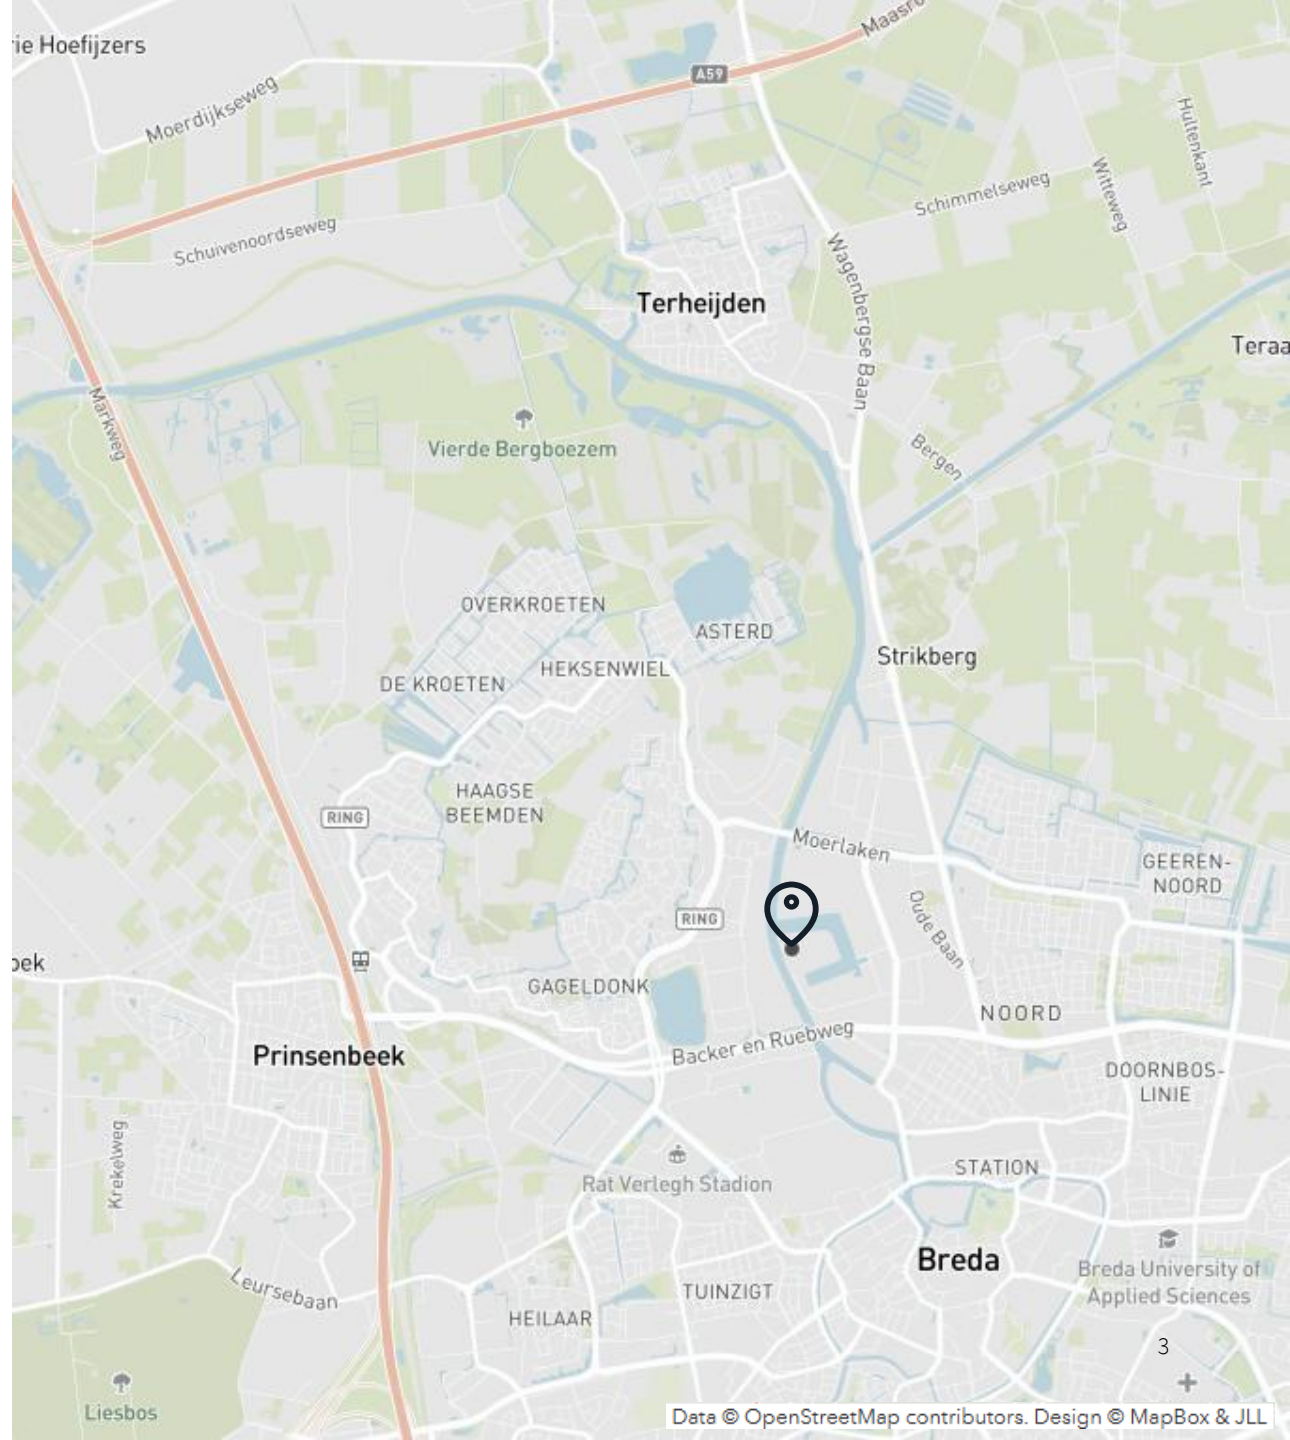 Maasro
rie Hoefijzers
A59
Moerdijkseweg
Hultenkant
Witteweg
Schimmelseweg
Schuivenoordseweg
Wagenbergse Baan
Terheijden
Teraa
Markweg
Vierde Bergboezem
Bergen
OVERKROETEN
ASTERD
Strikberg
HEKSENWIEL
DE KROETEN
HAAGSE
BEEMDEN
RING
Moerlaken
GEEREN-
NOORD
RING
Oude Baan
oek
GAGELDONK
NOORD
Backer en Ruebweg
Prinsenbeek
DOORNBOS-
LINIE
Krekelweg
STATION
Rat Verlegh Stadion
Breda
Breda University of
Applied Sciences
Leursebaan
TUINZIGT
HEILAAR
3
Liesbos
Data © OpenStreetMap contributors. Design © MapBox & JLL